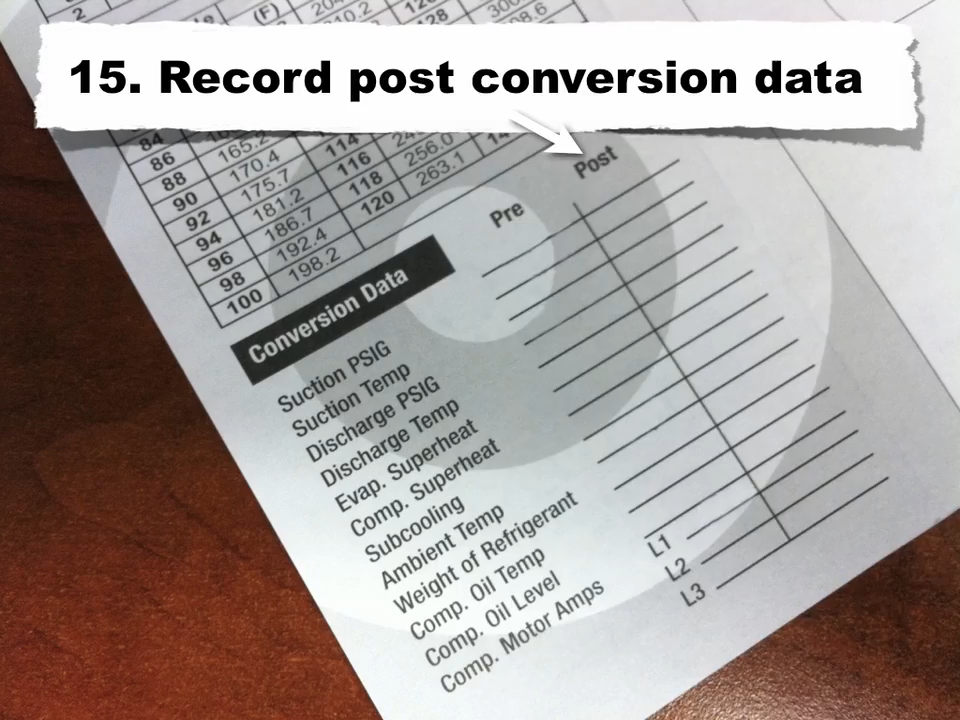 2
(F)
128
15. Record post conversion data
84
86 165.2 114
88 170.4 116 256.0
90 175.7 118 263.1
92 181.2 120
94 186.7
96 192.4
98 198.2
100
Post
Pre
Conversion Data
Suction PSIG
Suction Temp
Discharge PSIG
Discharge Temp
Evap. Superheat
Comp. Superheat
Subcooling
Ambient Temp
Weight of Refrigerant
Comp. Oil Temp
Comp. Oil Level
Comp. Motor Amps
L1
L2
L3